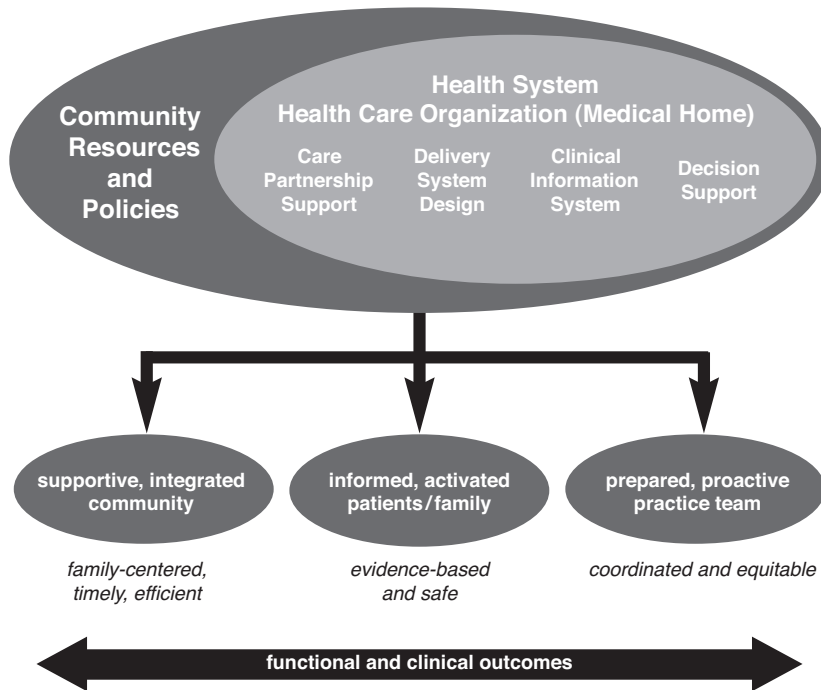 Community
Resources
and
Policies
Health System
Health Care Organization (Medical Home)
Care
Partnership
Support
Delivery
System
Design
Clinical
Information
System
Decision
Support
supportive, integrated
community
informed, activated
patients/family
prepared, proactive
practice team
family-centered,
timely, efficient
evidence-based
and safe
coordinated and equitable
functional and clinical outcomes